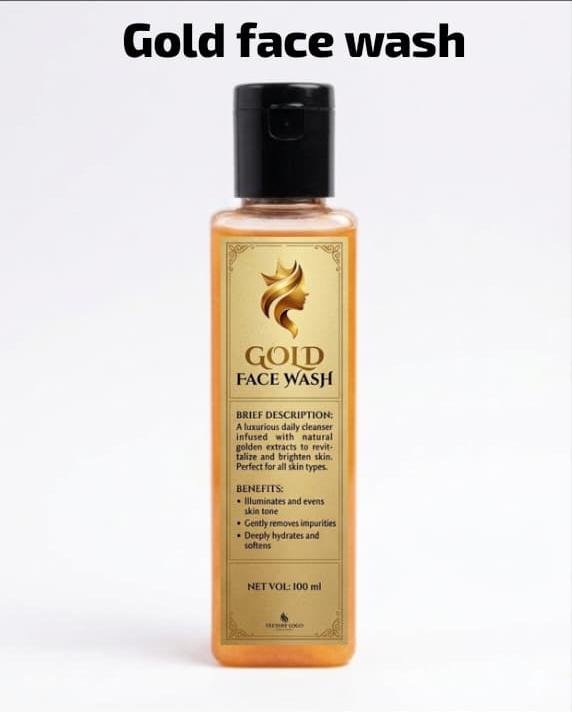 Gold face wash
GOLD
FACE WASH
BRIEF DESCRIPTION:
A luxurious daily cleanser
infused with natural
golden extracts to revit-
talize and brighten skin.
Perfect for all skin types.
BENEFITS:
• Illuminates and evens
skin tone
• Gently removes impurities
• Deeply hydrates and
softens
NET VOL: 100 ml